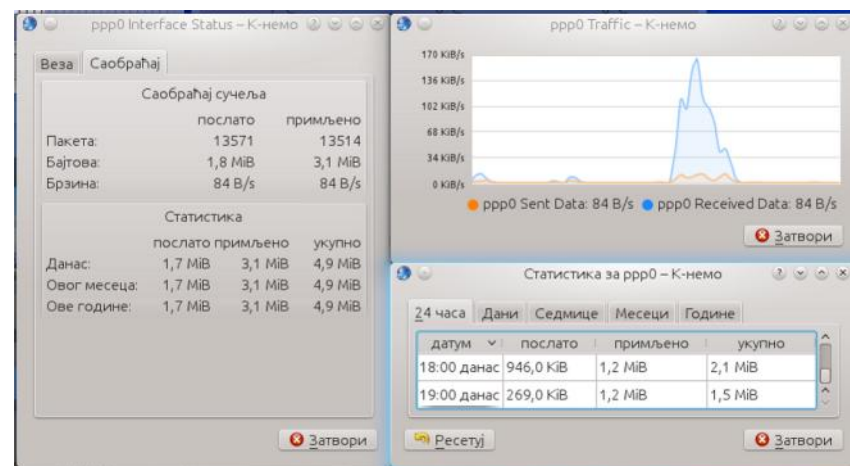 ppp0 Interface Status – К-немо
Веза Саобраћај
Саобраћај сучеља
послато примљено
Пакета: 13571 13514
Бајтова: 1,8 MiB 3,1 MiB
Брзина: 84 B/s 84 B/s
Статистика
послато примљено укупно
Данас: 1,7 MiB 3,1 MiB 4,9 MiB
Овог месеца: 1,7 MiB 3,1 MiB 4,9 MiB
Ове године: 1,7 MiB 3,1 MiB 4,9 MiB
Затвори
ppp0 Traffic – К-немо
170 KiB/s
136 KiB/s
102 KiB/s
68 KiB/s
34 KiB/s
0 KiB/s
ppp0 Sent Data: 84 B/s ppp0 Received Data: 84 B/s
Затвори
Статистика за ppp0 – К-немо
24 часа Дани Седмице Месеци Године
датум послато примљено укупно
18:00 данас 946,0 KiB 1,2 MiB 2,1 MiB
19:00 данас 269,0 KiB 1,2 MiB 1,5 MiB
Ресетуј Затвори